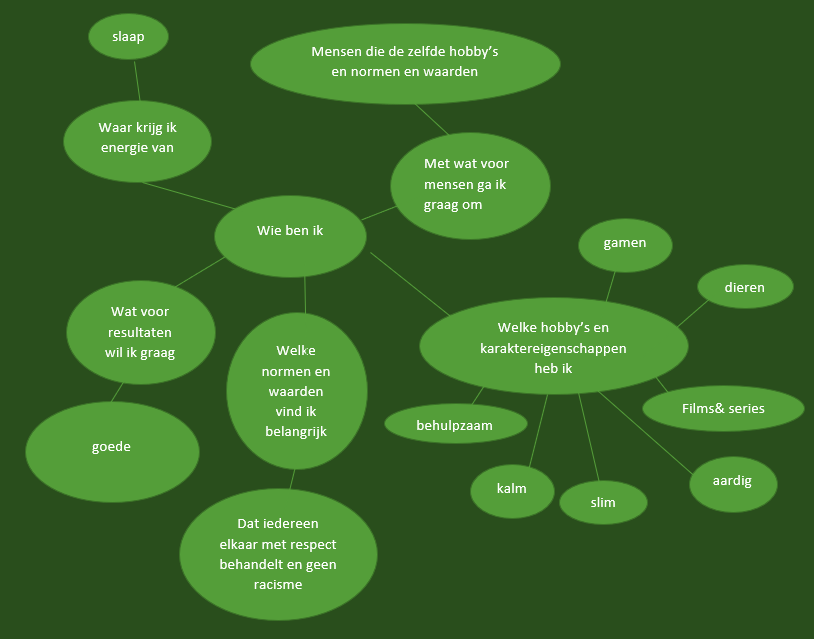 slaap
Mensen die de zelfde hobby's
en normen en waarden
Waar krijg ik
energie van
Met wat voor
mensen ga ik
graag om
Wie ben ik
gamen
dieren
Wat voor
resultaten
wil ik graag
Welke hobby's en
karaktereigenschappen
heb ik
Welke
normen en
waarden
vind ik
belangrijk
Films& series
behulpzaam
goede
kalm
slim
aardig
Dat iedereen
elkaar met respect
behandelt en geen
racisme